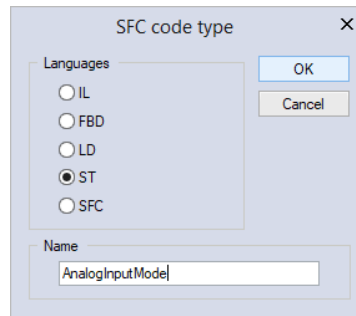 SFC code type
Languages
OK
IL
Cancel
FBD
LD
ST
SFC
Name
AnalogInputMode